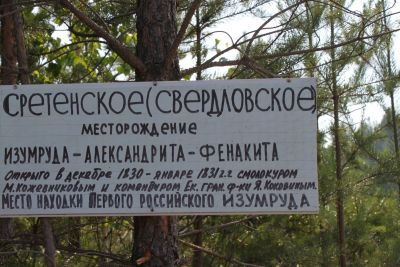 СРЕТЕНСКОЕ (СВЕРДЛОВСКОЕ)
МЕСТОРОЖДЕНИЕ
ИЗУМРУДА-АЛЕКСАНДРИТА-ФЕНАКИТА
Открыто в декабре 1830-январе 1831 г.г смолокуром
М.Кожевниковым и командиром Ек. гран. ф-ки Я.Коковиным.
МЕСТО НАХОДКИ ПЕРВОГО РОССИЙСКОГО ИЗУМРУДА